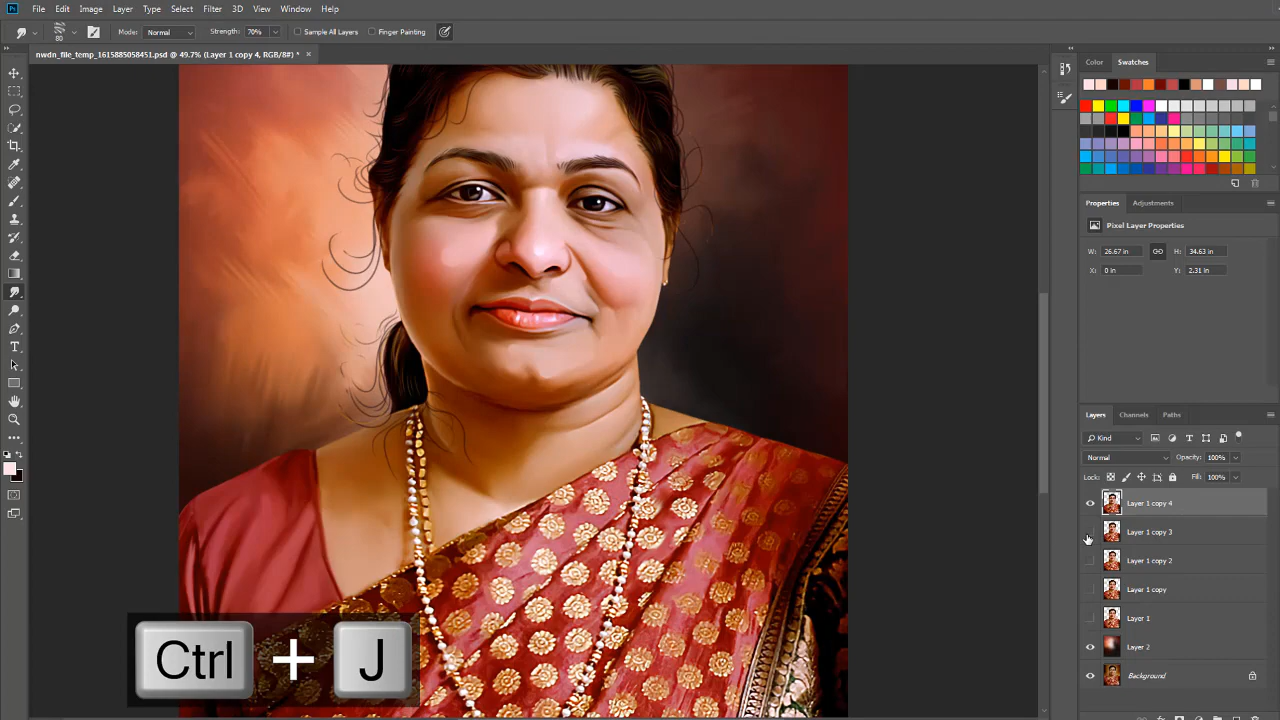 Ps File Edit Image Layer Type Select Filter 3D View Window Help
80 Mode: Normal Strength: 70% Sample All Layers Finger Painting
nwdn_file_temp_1615885058451.psd @ 49.7% (Layer 1 copy 4, RGB/8#) * ×
Color Swatches
Properties Adjustments
Pixel Layer Properties
W: 26.67 in H: 34.63 in
X: 0 in Y: 2.31 in
Layers Channels Paths
Kind
Normal Opacity: 100%
Lock: Fill: 100%
Layer 1 copy 4
Layer 1 copy 3
Layer 1 copy 2
Layer 1 copy
Layer 1
Layer 2
Background
Ctrl + J